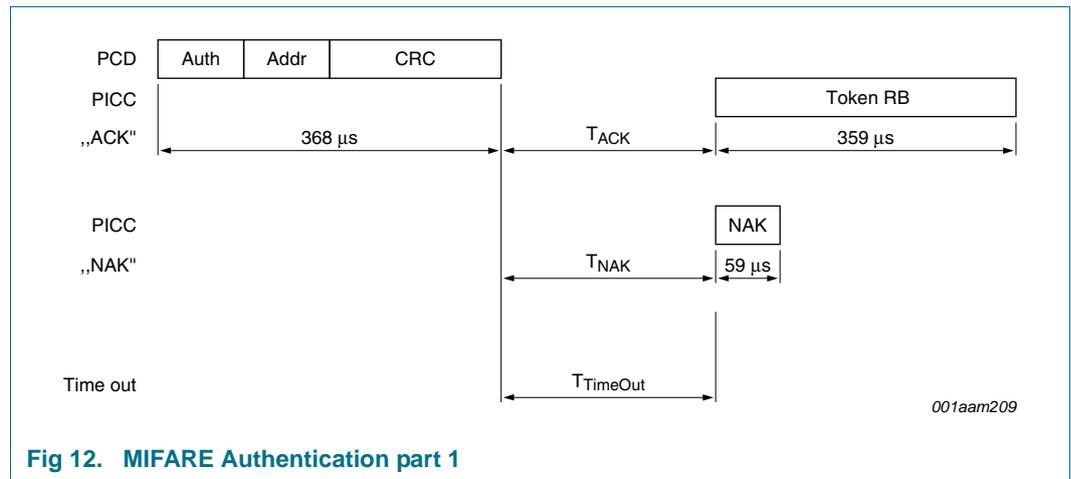 PCD Auth Addr CRC
PICC Token RB
,,ACK" 368 μs TACK 359 μs
PICC NAK
,,NAK" TNAK 59 μs
Time out TTimeOut
001aam209
Fig 12. MIFARE Authentication part 1